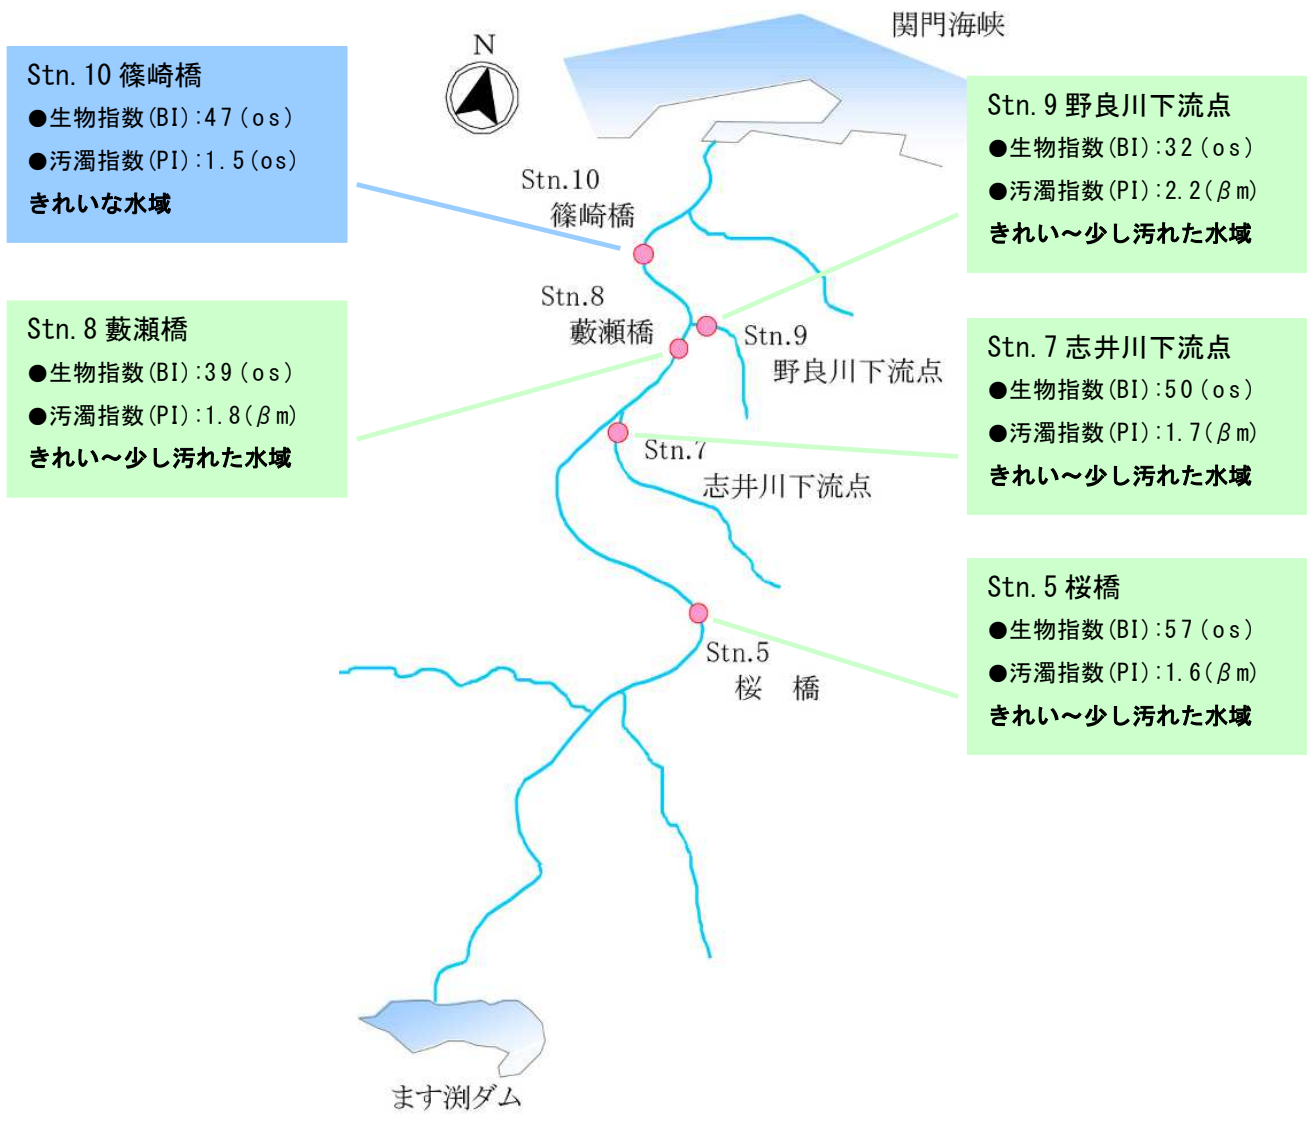 関門海峡
N
Stn.10 篠崎橋
●生物指数(BI):47(os)
●汚濁指数(PI):1.5(os)
きれいな水域
Stn.9 野良川下流点
●生物指数(BI):32(os)
●汚濁指数(PI):2.2(βm)
きれい～少し汚れた水域
Stn.10
篠崎橋
Stn.8
藪瀬橋
Stn.9
野良川下流点
Stn.8 藪瀬橋
●生物指数(BI):39(os)
●汚濁指数(PI):1.8(βm)
きれい～少し汚れた水域
Stn.7 志井川下流点
●生物指数(BI):50(os)
●汚濁指数(PI):1.7(βm)
きれい～少し汚れた水域
Stn.7
志井川下流点
Stn.5 桜橋
●生物指数(BI):57(os)
●汚濁指数(PI):1.6(βm)
きれい～少し汚れた水域
Stn.5
桜　橋
ます渕ダム